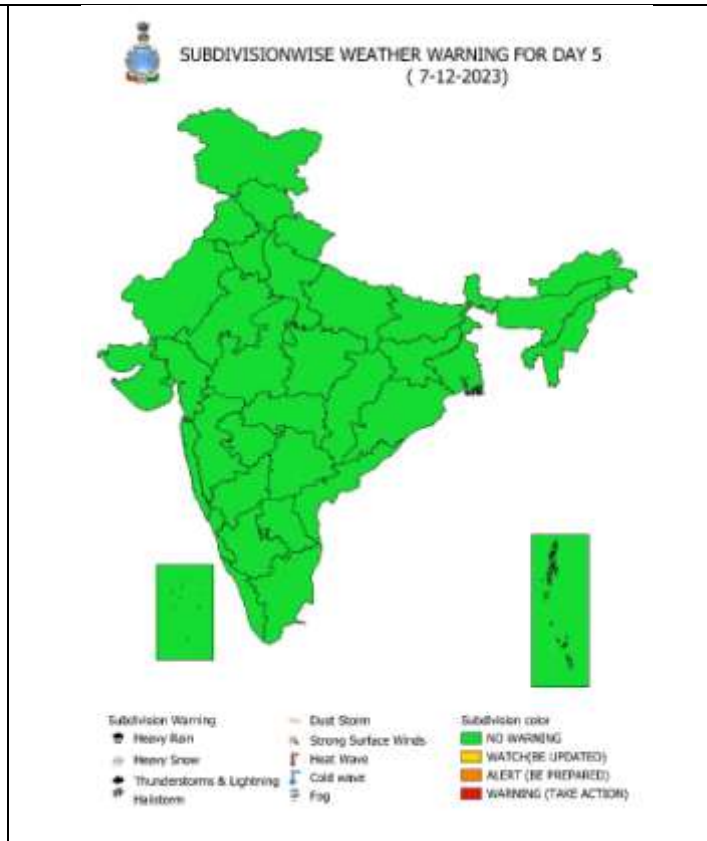 SUBDIVISIONWISE WEATHER WARNING FOR DAY 5
( 7-12-2023)
Subdivision Warning
Heavy Rain
Heavy Snow
Thunderstorms & Lightning
Hailstorm
Dust Storm
Strong Surface Winds
Heat Wave
Cold wave
Fog
Subdivision color
NO WARNING
WATCH(BE UPDATED)
ALERT (BE PREPARED)
WARNING (TAKE ACTION)